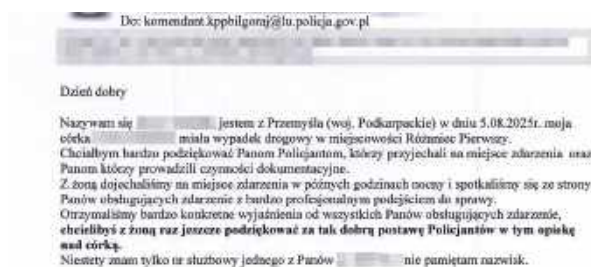 Do: komendant.kppbilgoraj@lu.policja.gov.pl
Dzień dobry
Nazywam się jestem z Przemyśla (woj. Podkarpackie) w dniu 5.08.2025r. moja
córka miała wypadek drogowy w miejscowości Różaniec Pierwszy.
Chciałbym bardzo podziękować Panom Policjantom, którzy przyjechali na miejsce zdarzenia oraz
Panom którzy prowadzili czynności dokumentacyjne.
Z żoną dojechaliśmy na miejsce zdarzenia w późnych godzinach nocny i spotkaliśmy się ze strony
Panów obsługujących zdarzenie z bardzo profesjonalnym podejściem do sprawy.
Otrzymaliśmy bardzo konkretne wyjaśnienia od wszystkich Panów obsługujących zdarzenie,
chcielibyś z żoną raz jeszcze podziękować za tak dobrą postawę Policjantów w tym opiekę
nad córką.
Niestety znam tylko nr służbowy jednego z Panów nie pamiętam nazwisk.